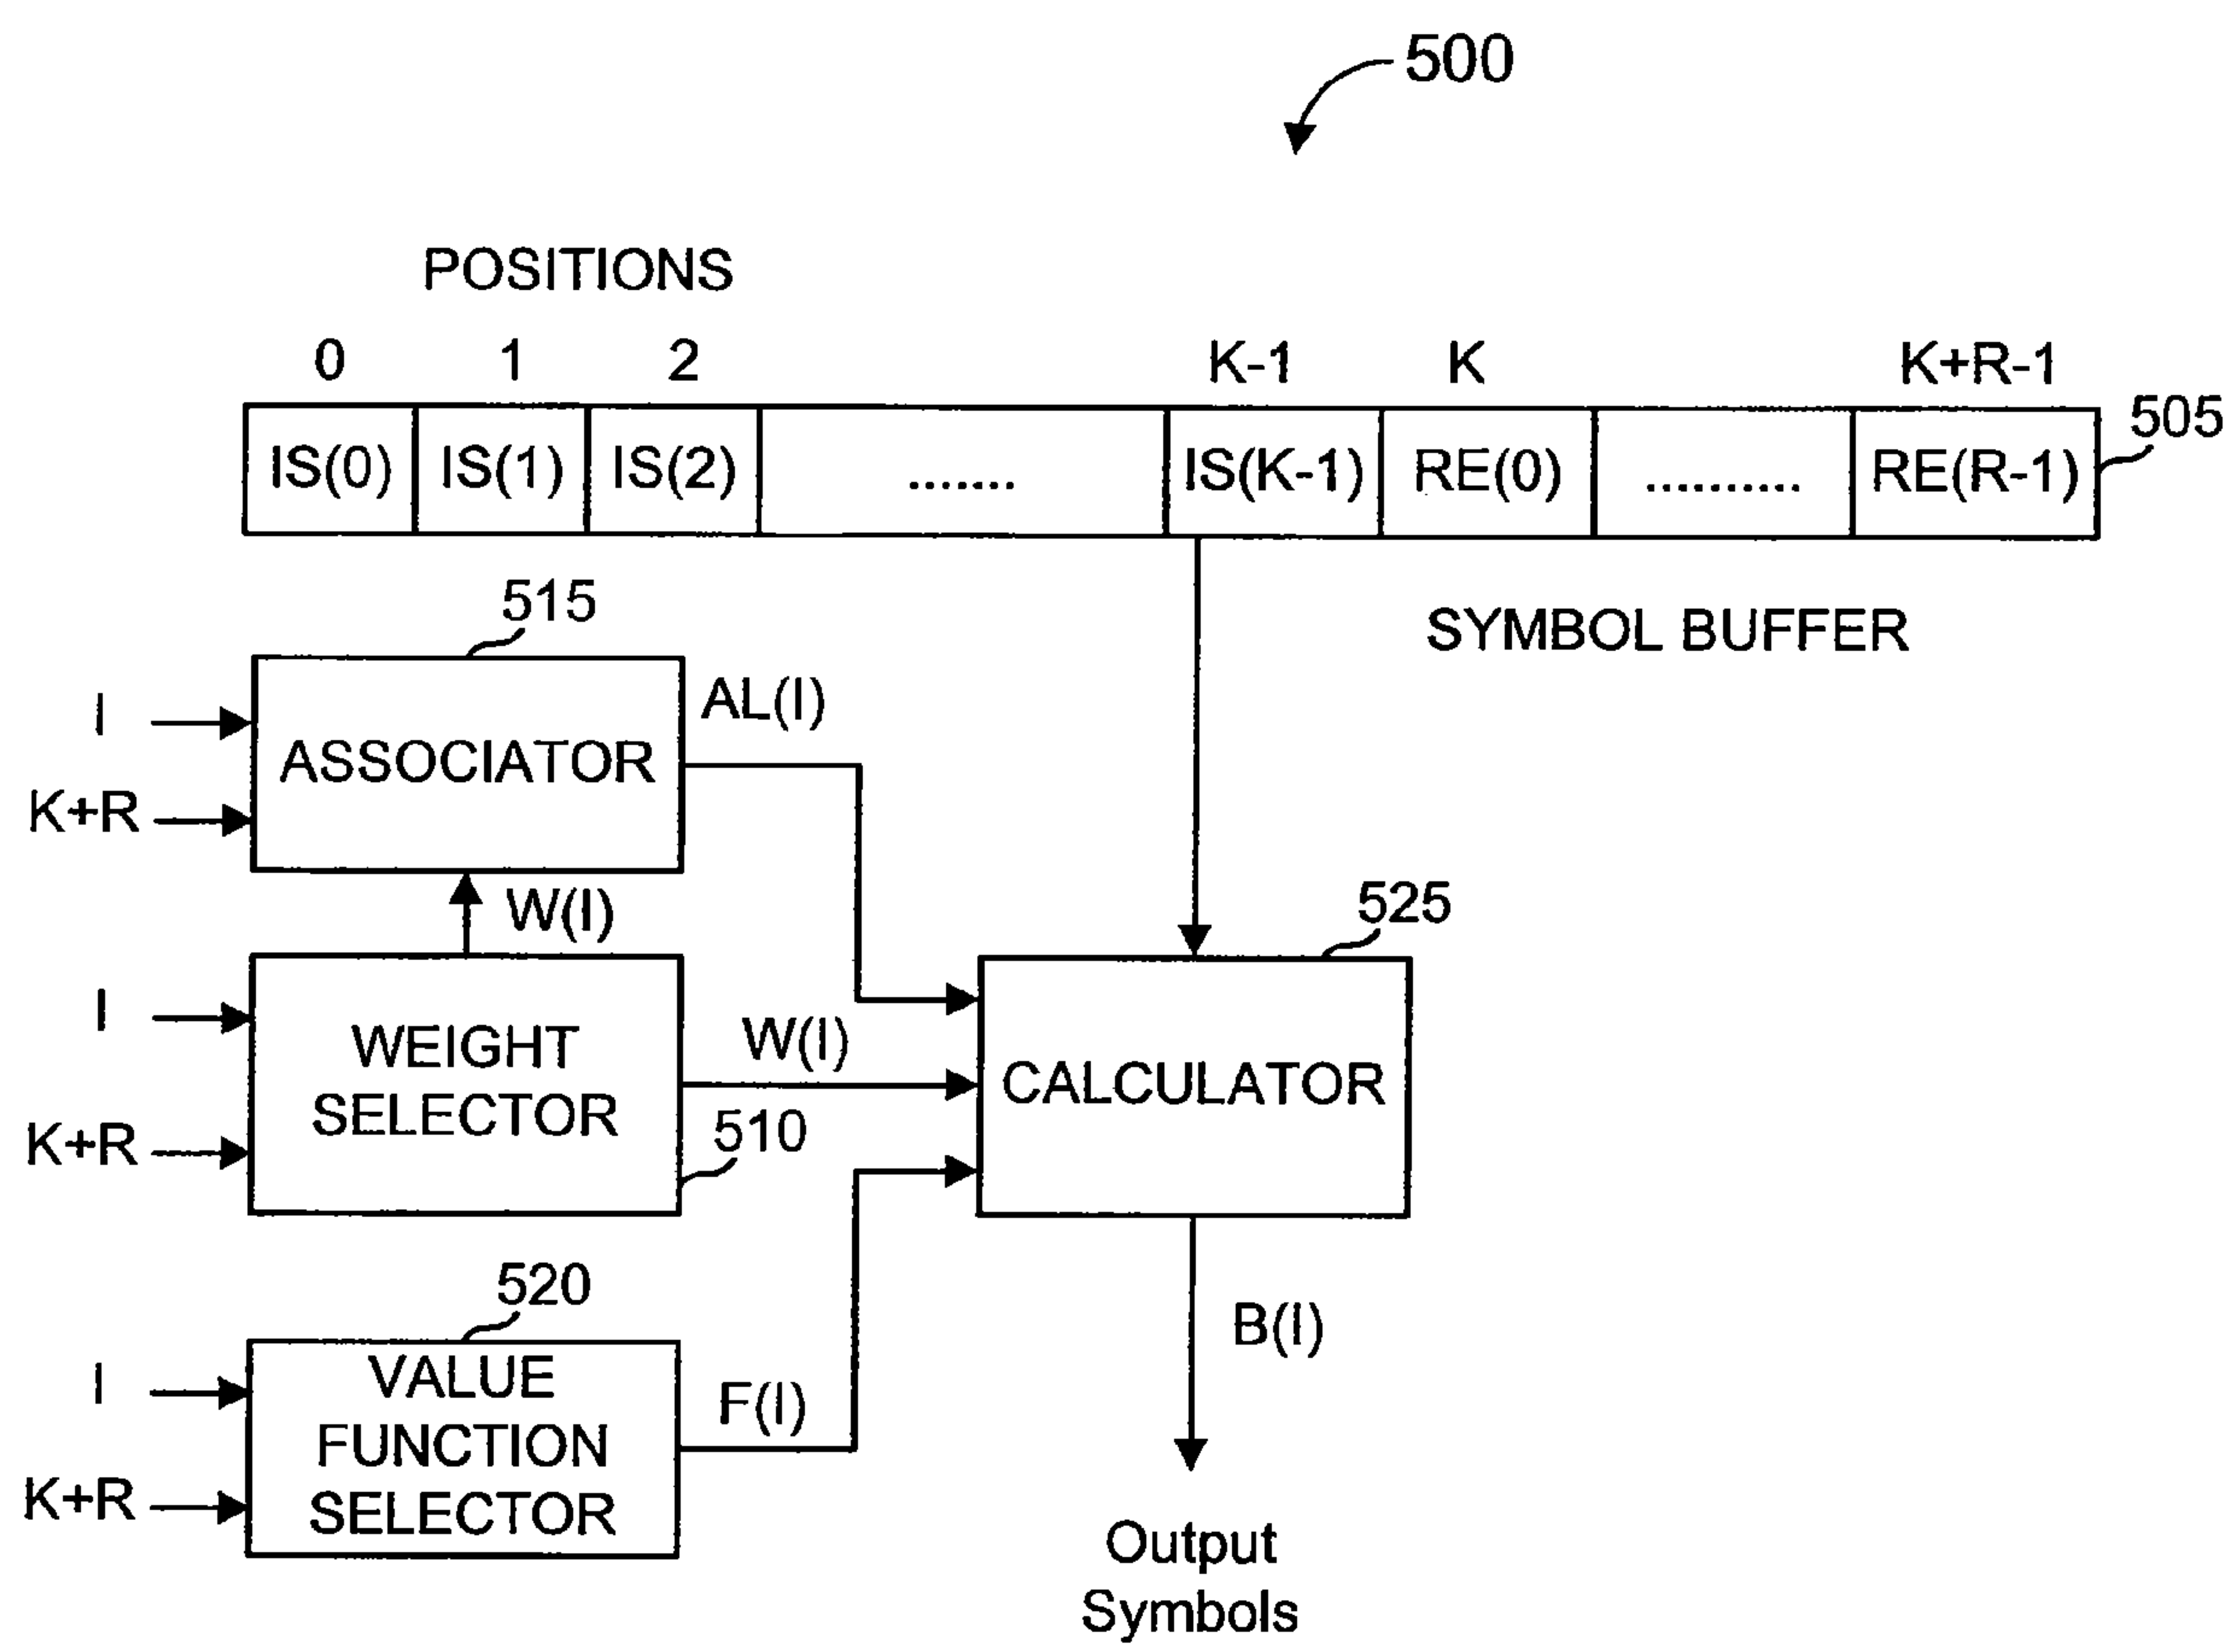 500
POSITIONS
0 1 2 K-1 K K+R-1
505
IS(0) IS(1) IS(2) ........ IS(K-1) RE(0) ........... RE(R-1)
515
SYMBOL BUFFER
I
AL(I)
ASSOCIATOR
K+R
W(I)
525
I
WEIGHT
SELECTOR
W(I)
CALCULATOR
K+R
510
520
I
VALUE
FUNCTION
SELECTOR
F(I)
B(I)
K+R
Output
Symbols